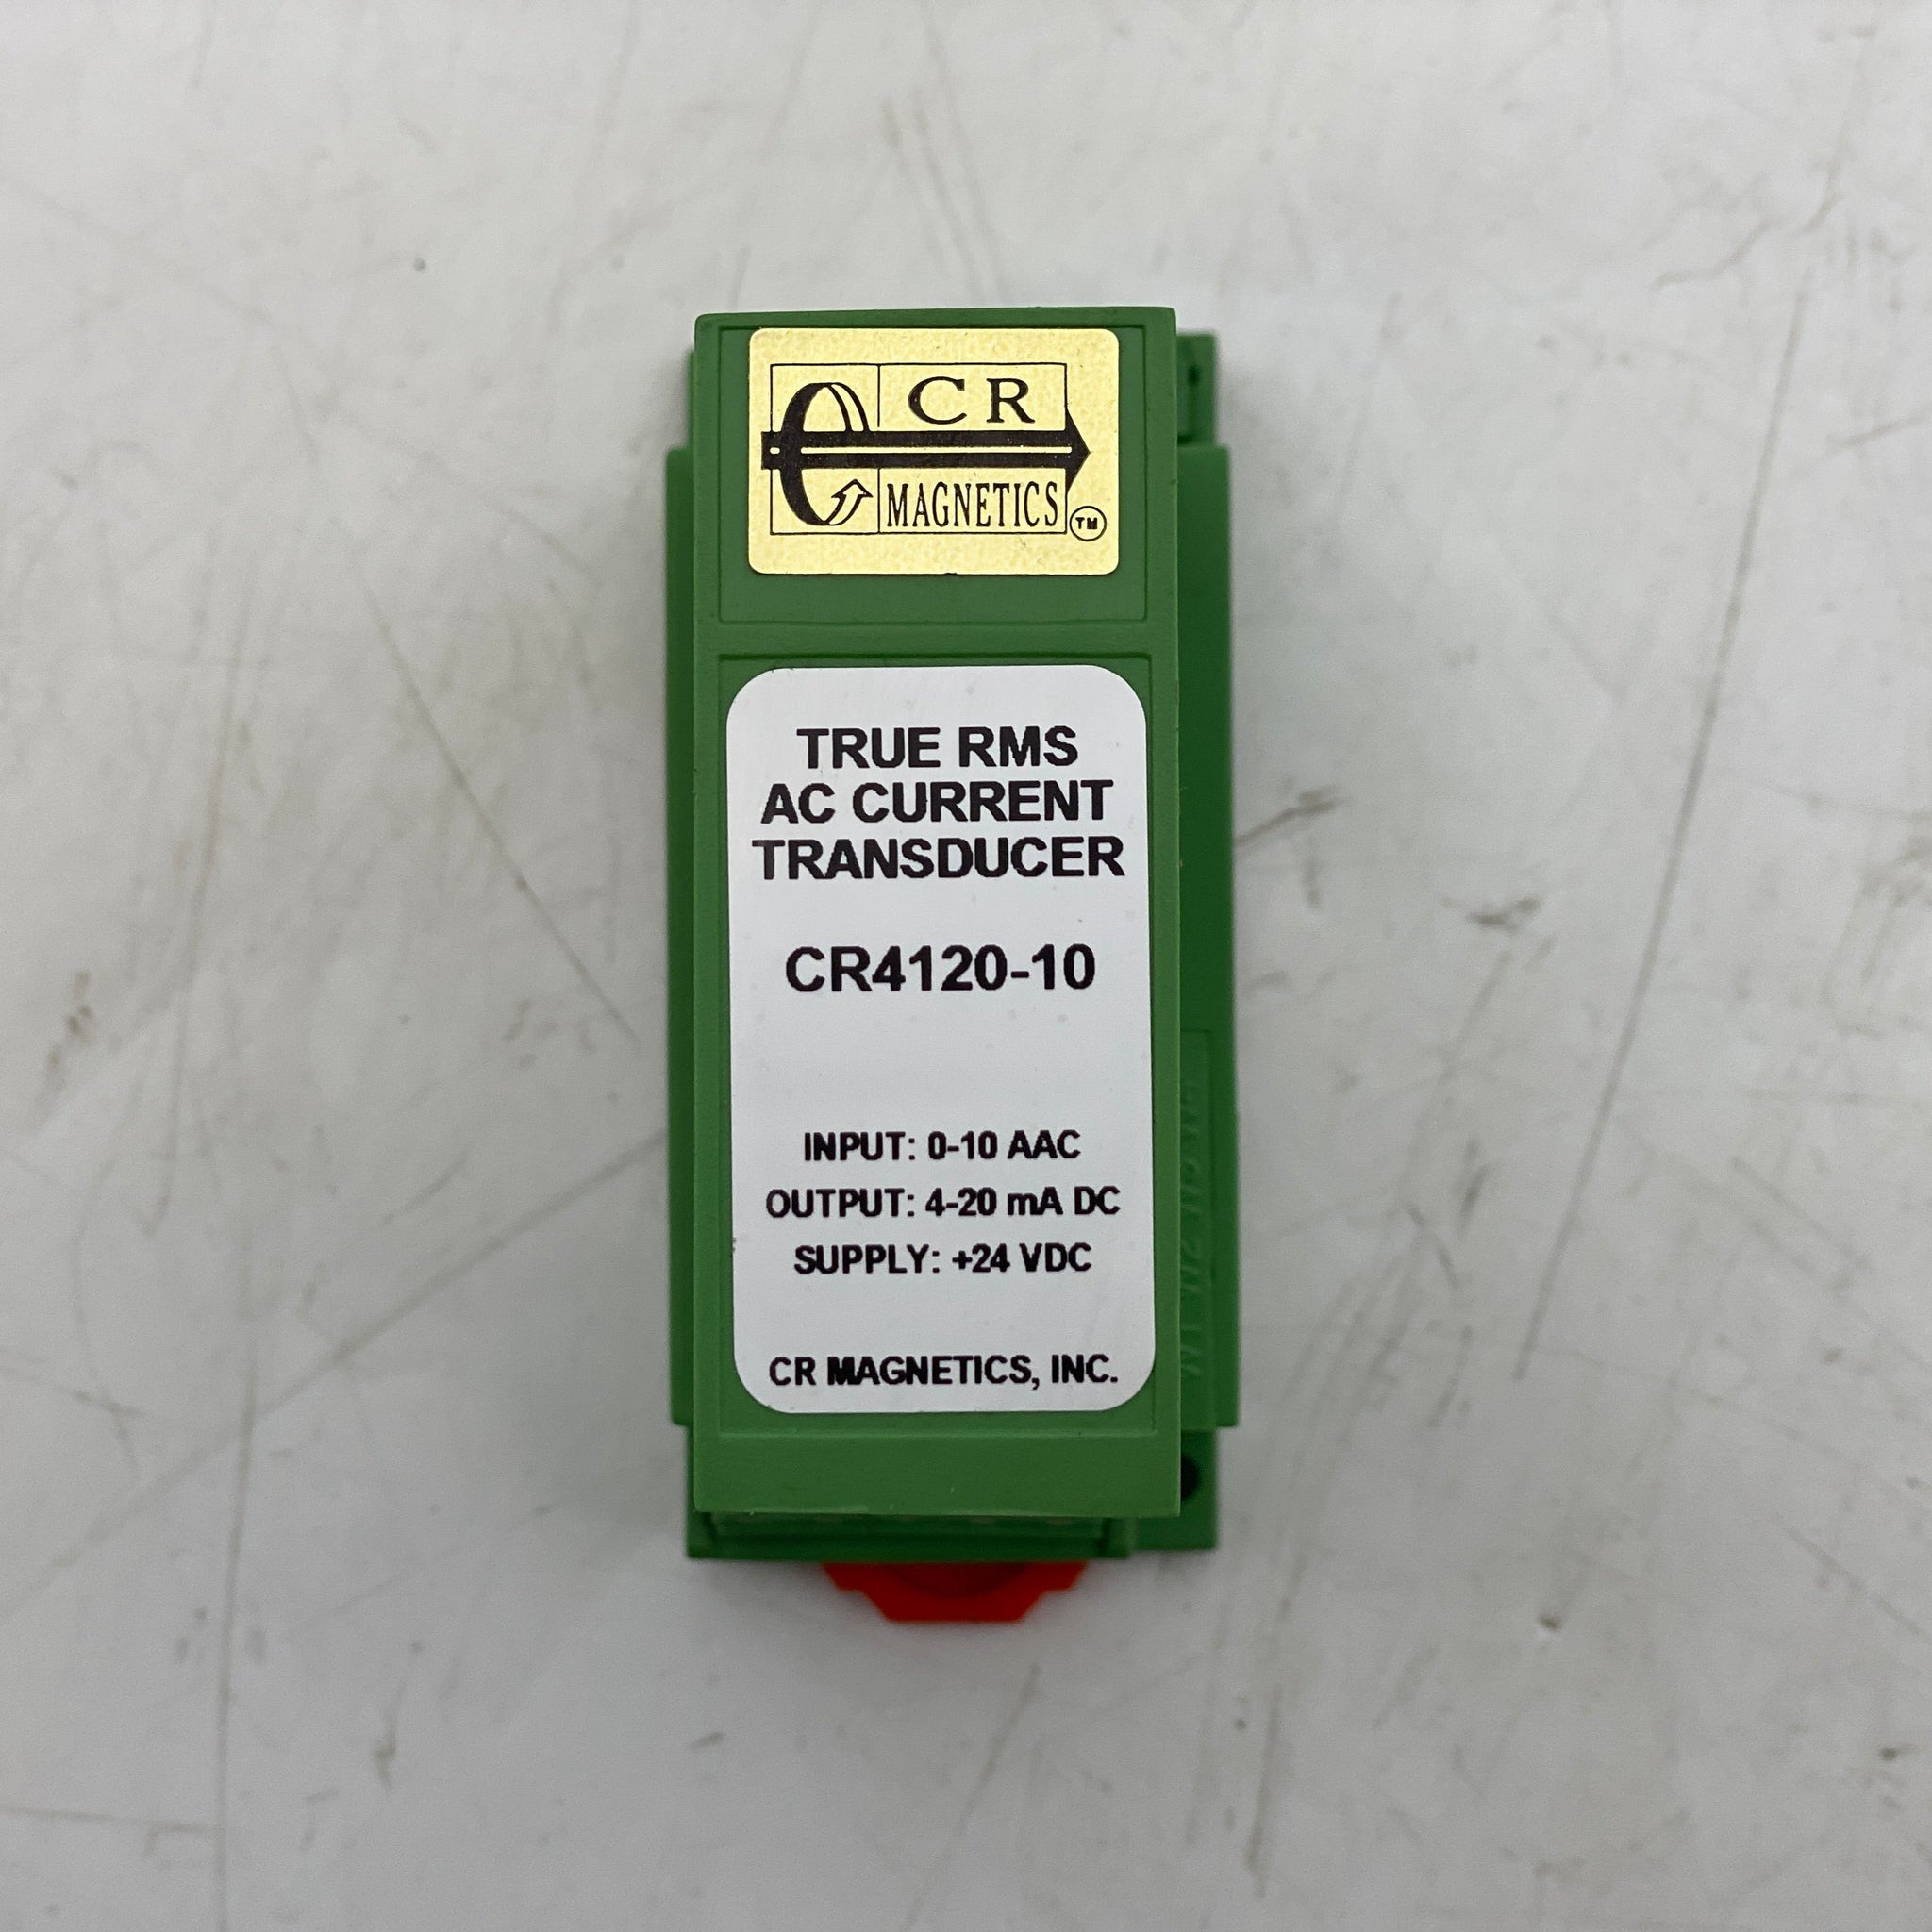 CR
MAGNETICS
TM
TRUE RMS
AC CURRENT
TRANSDUCER
CR4120-10
INPUT: 0-10 AAC
OUTPUT: 4-20 mA DC
SUPPLY: +24 VDC
CR MAGNETICS, INC.